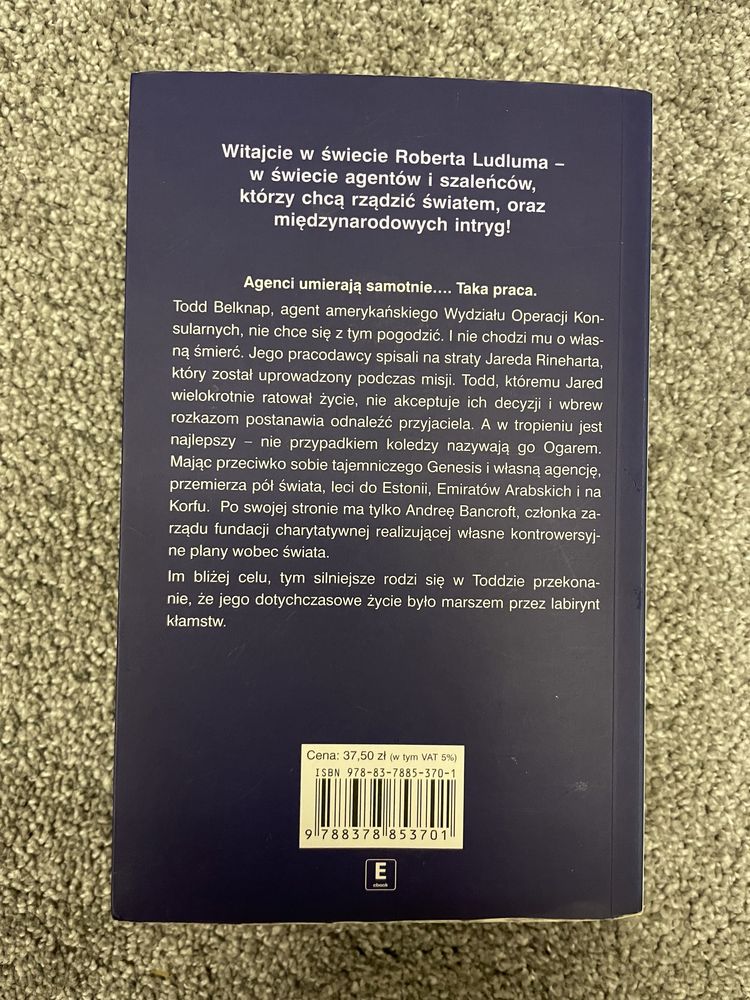 Witajcie w świecie Roberta Ludluma –
w świecie agentów i szaleńców,
którzy chcą rządzić światem, oraz
międzynarodowych intryg!
Agenci umierają samotnie.... Taka praca.
Todd Belknap, agent amerykańskiego Wydziału Operacji Kon-
sularnych, nie chce się z tym pogodzić. I nie chodzi mu o włas-
ną śmierć. Jego pracodawcy spisali na straty Jareda Rineharta,
który został uprowadzony podczas misji. Todd, któremu Jared
wielokrotnie ratował życie, nie akceptuje ich decyzji i wbrew
rozkazom postanawia odnaleźć przyjaciela. A w tropieniu jest
najlepszy – nie przypadkiem koledzy nazywają go Ogarem.
Mając przeciwko sobie tajemniczego Genesis i własną agencję,
przemierza pół świata, leci do Estonii, Emiratów Arabskich i na
Korfu. Po swojej stronie ma tylko Andreę Bancroft, członka za-
rządu fundacji charytatywnej realizującej własne kontrowersyj-
ne plany wobec świata.
Im bliżej celu, tym silniejsze rodzi się w Toddzie przekona-
nie, że jego dotychczasowe życie było marszem przez labirynt
kłamstw.
Cena: 37,50 zł (w tym VAT 5%)
ISBN 978-83-7885-370-1
9 788378 853701
E
ebook